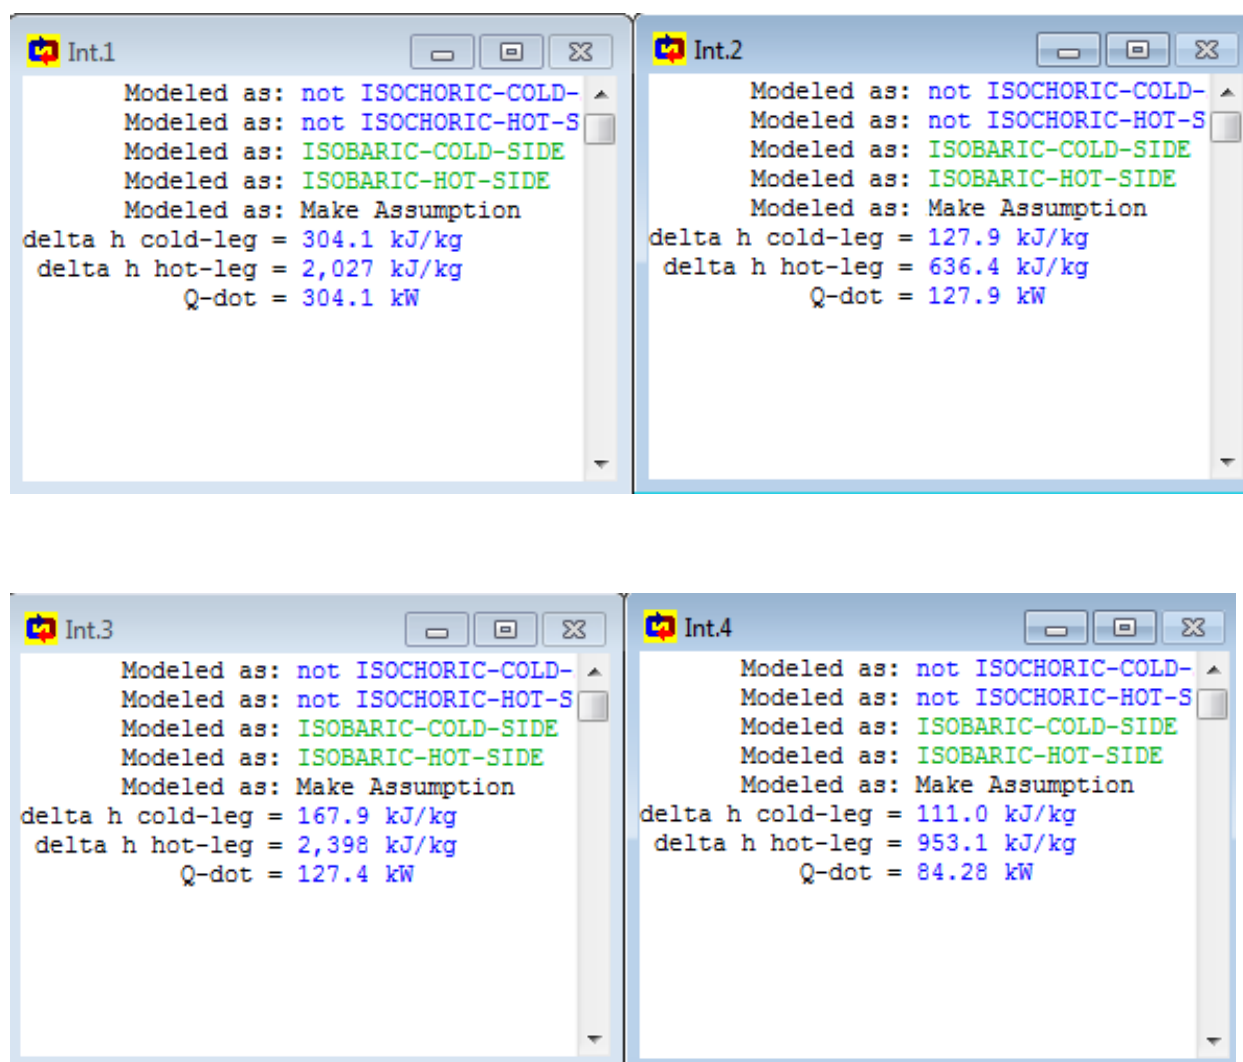 Int.1
Modeled as: not ISOCHORIC-COLD-
Modeled as: not ISOCHORIC-HOT-S
Modeled as: ISOBARIC-COLD-SIDE
Modeled as: ISOBARIC-HOT-SIDE
Modeled as: Make Assumption
delta h cold-leg = 304.1 kJ/kg
delta h hot-leg = 2,027 kJ/kg
Q-dot = 304.1 kW
Int.2
Modeled as: not ISOCHORIC-COLD-
Modeled as: not ISOCHORIC-HOT-S
Modeled as: ISOBARIC-COLD-SIDE
Modeled as: ISOBARIC-HOT-SIDE
Modeled as: Make Assumption
delta h cold-leg = 127.9 kJ/kg
delta h hot-leg = 636.4 kJ/kg
Q-dot = 127.9 kW
Int.3
Modeled as: not ISOCHORIC-COLD-
Modeled as: not ISOCHORIC-HOT-S
Modeled as: ISOBARIC-COLD-SIDE
Modeled as: ISOBARIC-HOT-SIDE
Modeled as: Make Assumption
delta h cold-leg = 167.9 kJ/kg
delta h hot-leg = 2,398 kJ/kg
Q-dot = 127.4 kW
Int.4
Modeled as: not ISOCHORIC-COLD-
Modeled as: not ISOCHORIC-HOT-S
Modeled as: ISOBARIC-COLD-SIDE
Modeled as: ISOBARIC-HOT-SIDE
Modeled as: Make Assumption
delta h cold-leg = 111.0 kJ/kg
delta h hot-leg = 953.1 kJ/kg
Q-dot = 84.28 kW